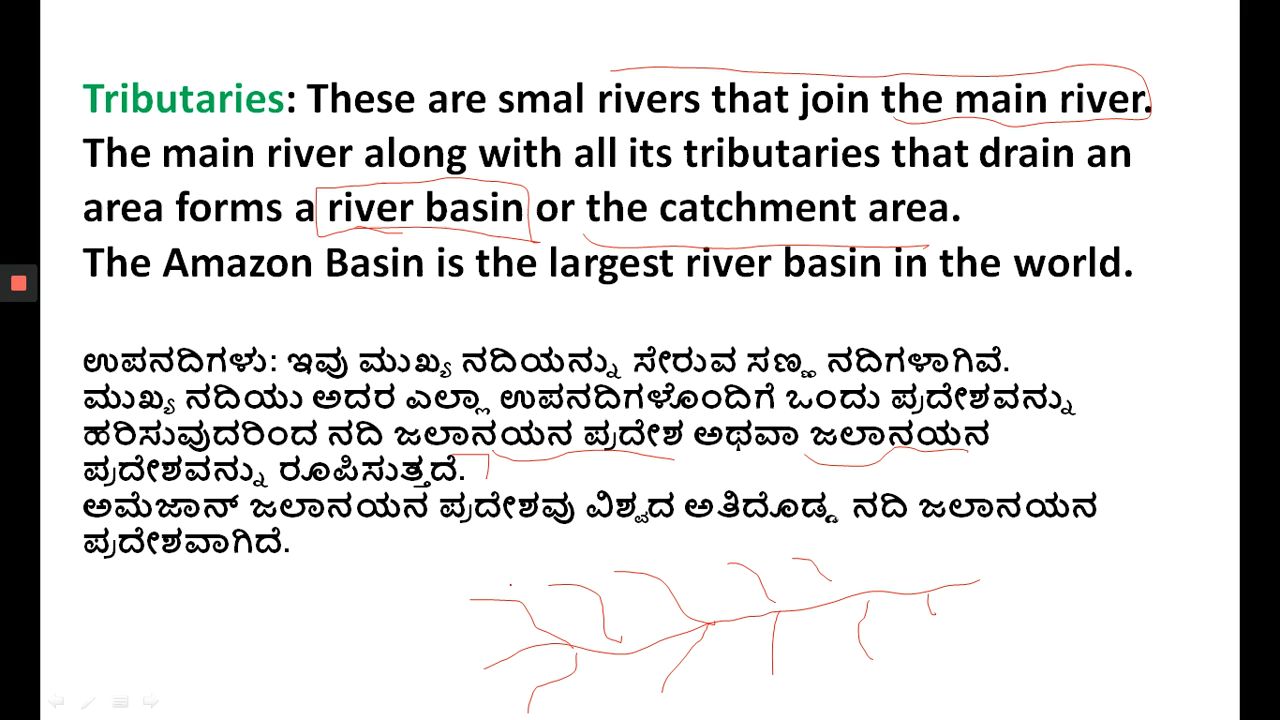 Tributaries: These are smal rivers that join the main river.
The main river along with all its tributaries that drain an
area forms a river basin or the catchment area.
The Amazon Basin is the largest river basin in the world.
ಉಪನದಿಗಳು: ಇವು ಮುಖ್ಯ ನದಿಯನ್ನು ಸೇರುವ ಸಣ್ಣ ನದಿಗಳಾಗಿವೆ.
ಮುಖ್ಯ ನದಿಯು ಅದರ ಎಲ್ಲಾ ಉಪನದಿಗಳೊಂದಿಗೆ ಒಂದು ಪ್ರದೇಶವನ್ನು
ಹರಿಸುವುದರಿಂದ ನದಿ ಜಲಾನಯನ ಪ್ರದೇಶ ಅಥವಾ ಜಲಾನಯನ
ಪ್ರದೇಶವನ್ನು ರೂಪಿಸುತ್ತದೆ.
ಅಮೆಜಾನ್ ಜಲಾನಯನ ಪ್ರದೇಶವು ವಿಶ್ವದ ಅತಿದೊಡ್ಡ ನದಿ ಜಲಾನಯನ
ಪ್ರದೇಶವಾಗಿದೆ.